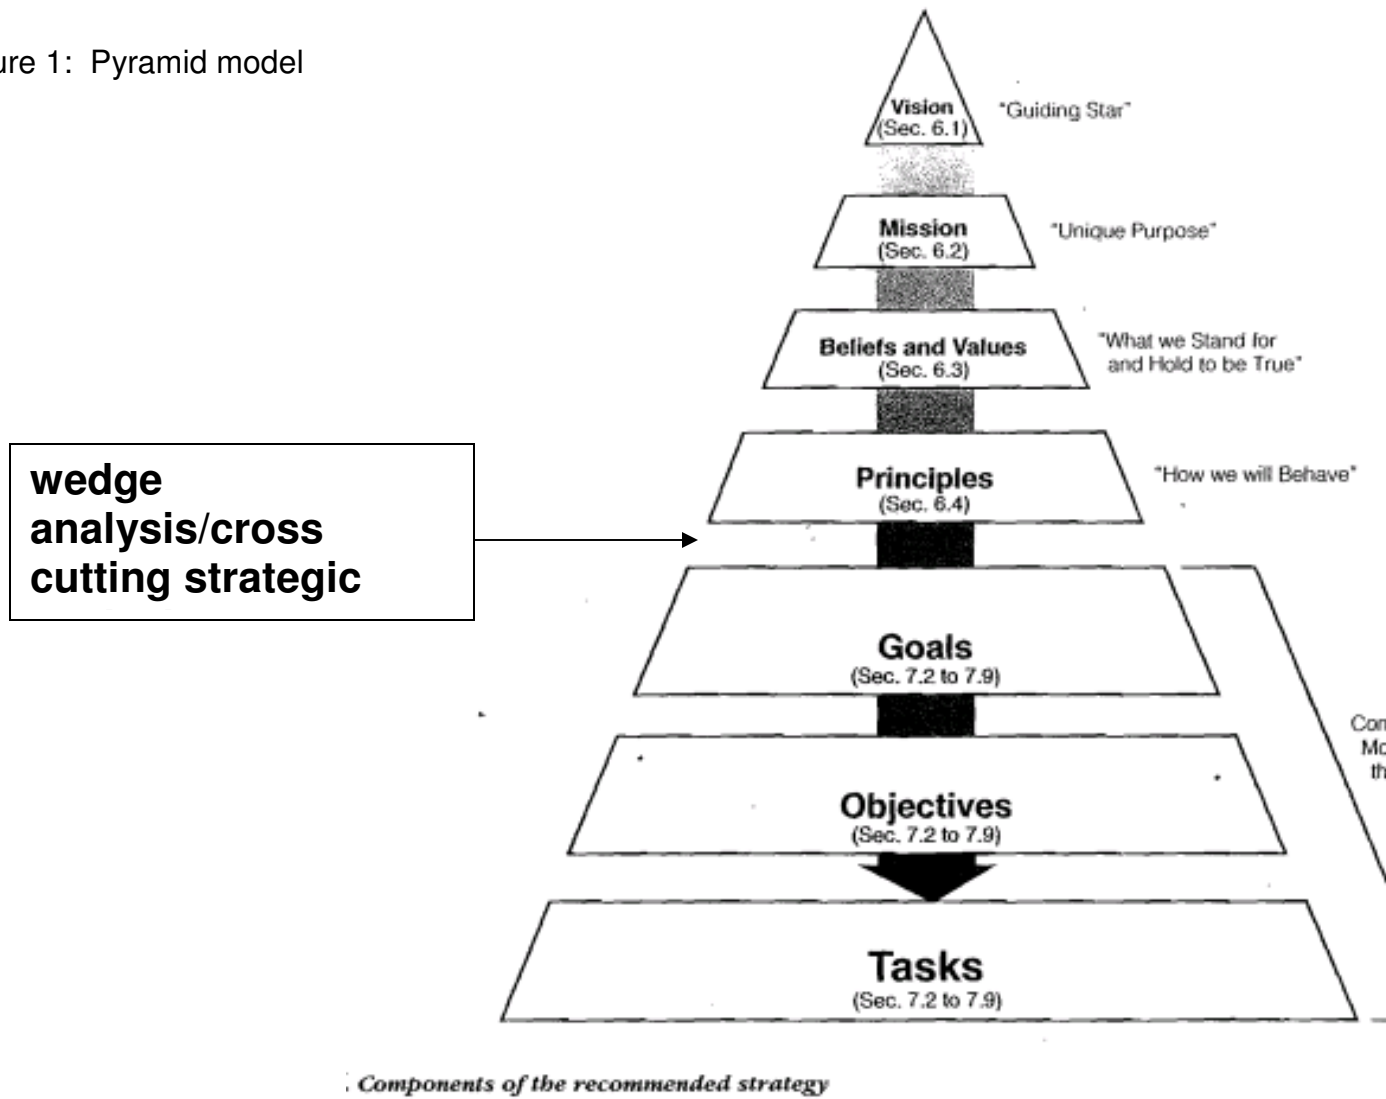 ure 1: Pyramid model
Vision
(Sec. 6.1)
"Guiding Star"
Mission
(Sec. 6.2)
"Unique Purpose"
Beliefs and Values
(Sec. 6.3)
"What we Stand for
and Hold to be True"
Principles
(Sec. 6.4)
"How we will Behave"
wedge
analysis/cross
cutting strategic
Goals
(Sec. 7.2 to 7.9)
Objectives
(Sec. 7.2 to 7.9)
Tasks
(Sec. 7.2 to 7.9)
Com
Mo
th
Components of the recommended strategy